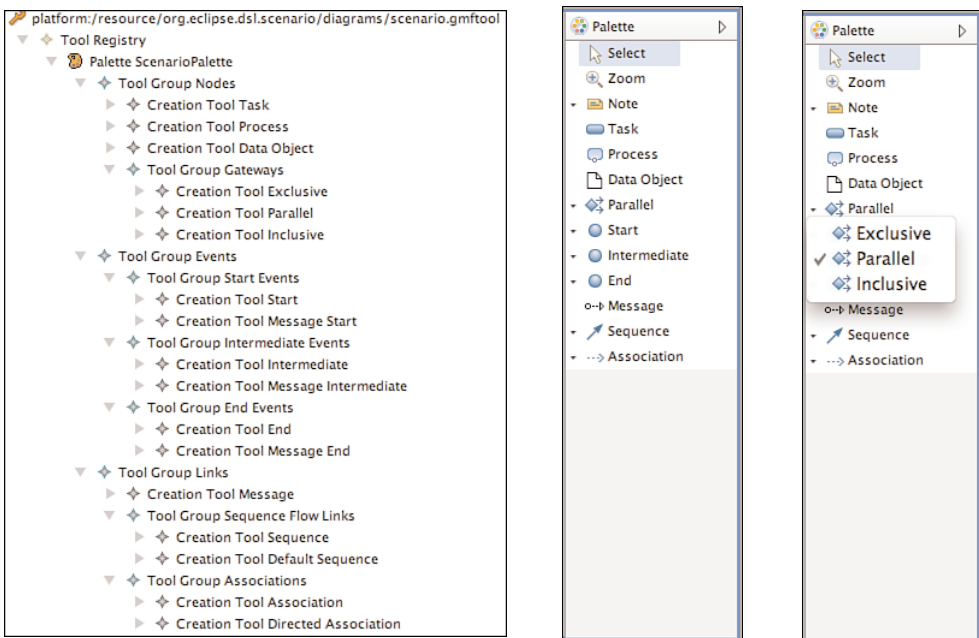 platform:/resource/org.eclipse.dsl.scenario/diagrams/scenario.gmftool
Tool Registry
Palette ScenarioPalette
Tool Group Nodes
Creation Tool Task
Creation Tool Process
Creation Tool Data Object
Tool Group Gateways
Creation Tool Exclusive
Creation Tool Parallel
Creation Tool Inclusive
Tool Group Events
Tool Group Start Events
Creation Tool Start
Creation Tool Message Start
Tool Group Intermediate Events
Creation Tool Intermediate
Creation Tool Message Intermediate
Tool Group End Events
Creation Tool End
Creation Tool Message End
Tool Group Links
Creation Tool Message
Tool Group Sequence Flow Links
Creation Tool Sequence
Creation Tool Default Sequence
Tool Group Associations
Creation Tool Association
Creation Tool Directed Association
Palette
Select
Zoom
Note
Task
Process
Data Object
Parallel
Start
Intermediate
End
Message
Sequence
Association
Palette
Select
Zoom
Note
Task
Process
Data Object
Parallel
Exclusive
Parallel
Inclusive
Message
Sequence
Association